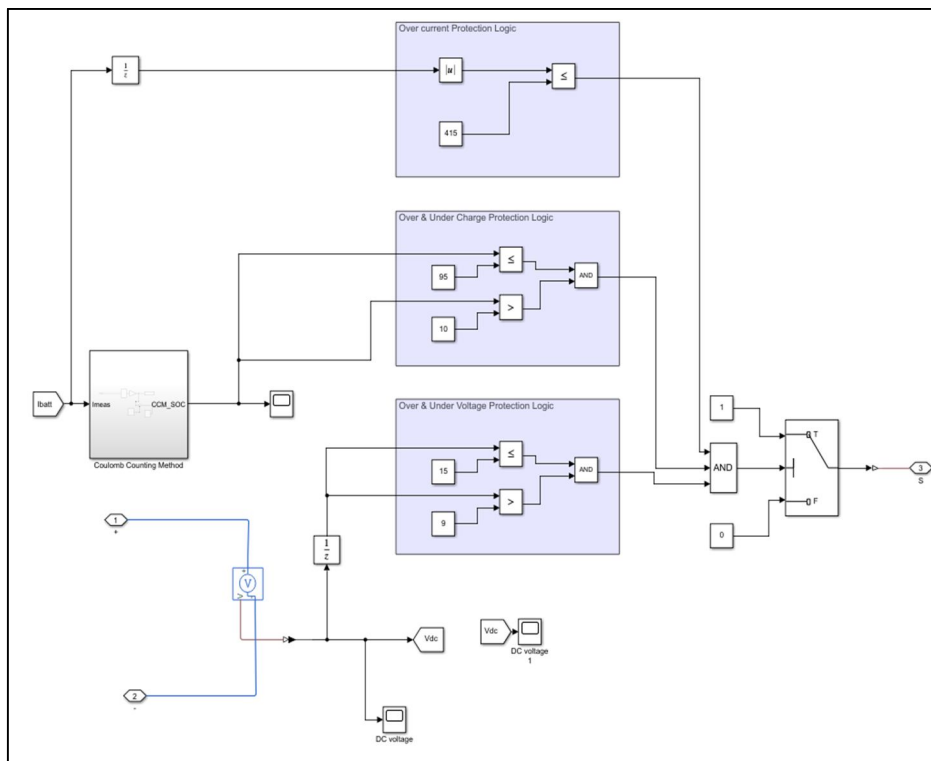 Over current Protection Logic
1
z
|u|
≤
415
Over & Under Charge Protection Logic
≤
95
AND
>
10
Ibatt
Imeas
CCM_SOC
Coulomb Counting Method
Over & Under Voltage Protection Logic
≤
15
AND
>
9
1
z
1
T
AND
3
S
F
0
1
+
+
V
Vdc
Vdc
DC voltage
1
2
-
DC voltage